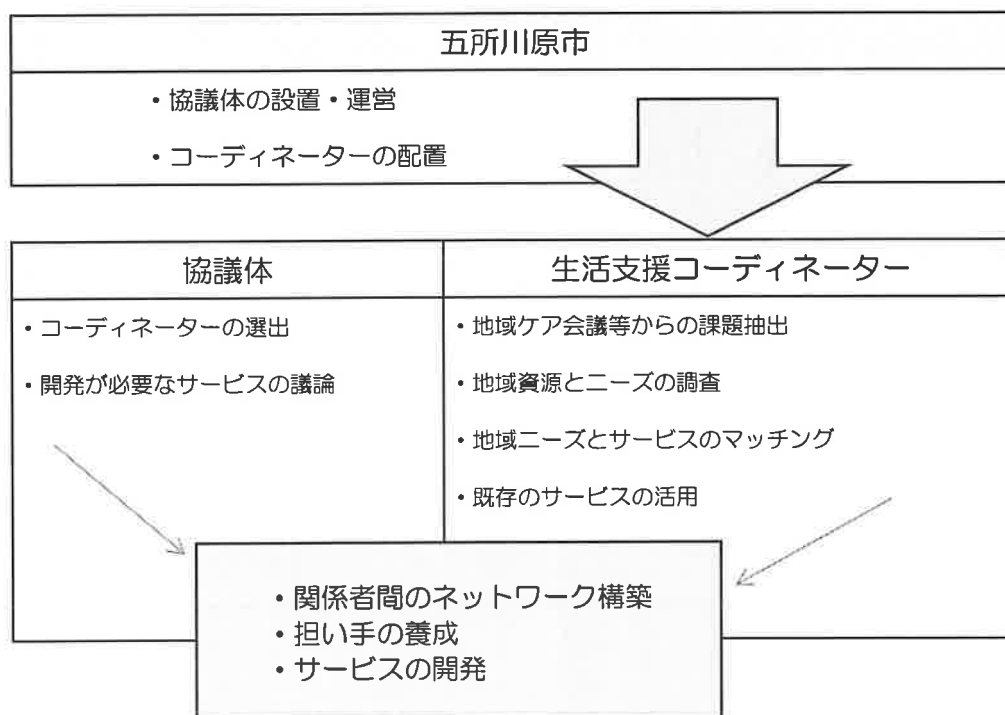 五所川原市
・協議体の設置・運営
・コーディネーターの配置
協議体
・コーディネーターの選出
・開発が必要なサービスの議論
生活支援コーディネーター
・地域ケア会議等からの課題抽出
・地域資源とニーズの調査
・地域ニーズとサービスのマッチング
・既存のサービスの活用
・関係者間のネットワーク構築
・担い手の養成
・サービスの開発